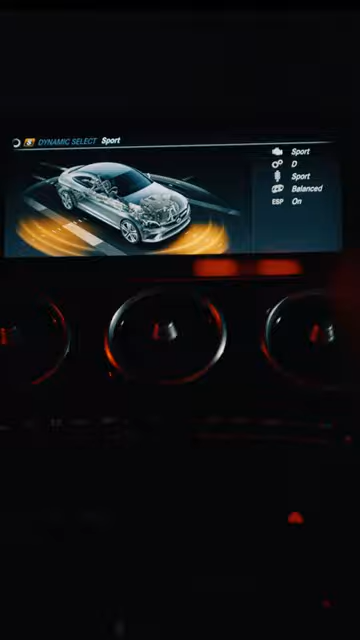 DYNAMIC SELECT Sport
Sport
D
Sport
Balanced
ESP On